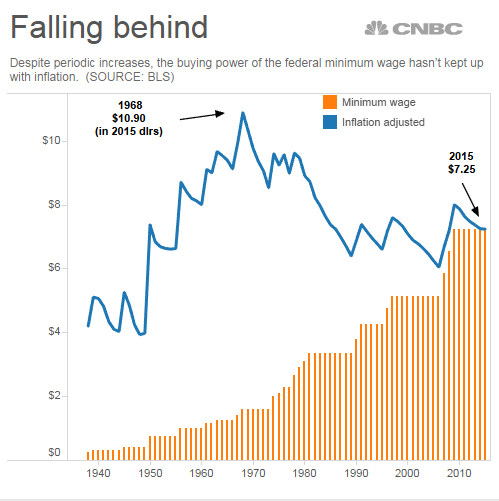 Falling behind
CNBC
Despite periodic increases, the buying power of the federal minimum wage hasn't kept up
with inflation.  (SOURCE: BLS)
1968
$10.90
(in 2015 dlrs)
Minimum wage
Inflation adjusted
2015
$7.25
$10
$8
$6
$4
$2
$0
1940
1950
1960
1970
1980
1990
2000
2010